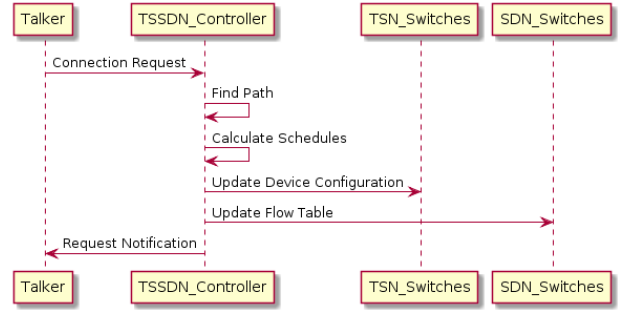 Talker TSSDN_Controller TSN_Switches SDN_Switches
Connection Request
Find Path
Calculate Schedules
Update Device Configuration
Update Flow Table
Request Notification
Talker TSSDN_Controller TSN_Switches SDN_Switches